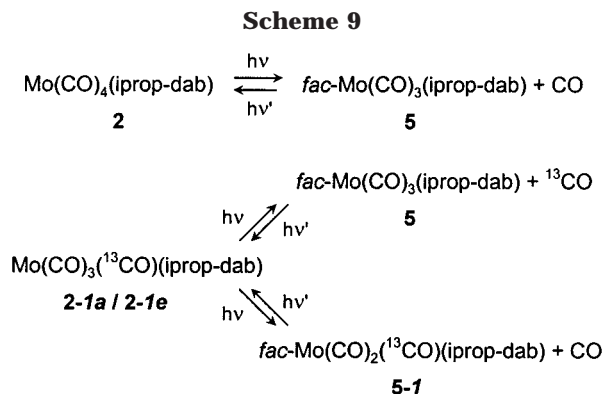 Scheme 9
Mo(CO)₄(iprop-dab) hν hν' fac-Mo(CO)₃(iprop-dab) + CO
2 5
fac-Mo(CO)₃(iprop-dab) + ¹³CO
hν hν' 5
Mo(CO)₃(¹³CO)(iprop-dab)
2-1a / 2-1e hν hν'
fac-Mo(CO)₂(¹³CO)(iprop-dab) + CO
5-1